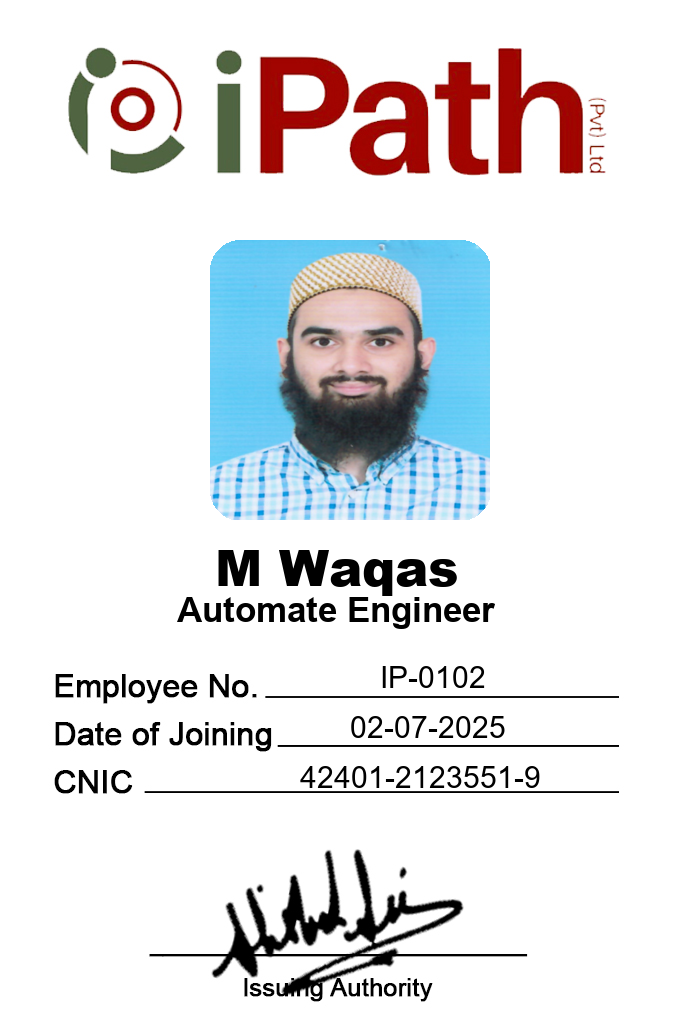 iPath (Pvt) Ltd
M Waqas
Automate Engineer
Employee No. IP-0102
Date of Joining 02-07-2025
CNIC 42401-2123551-9
Issuing Authority